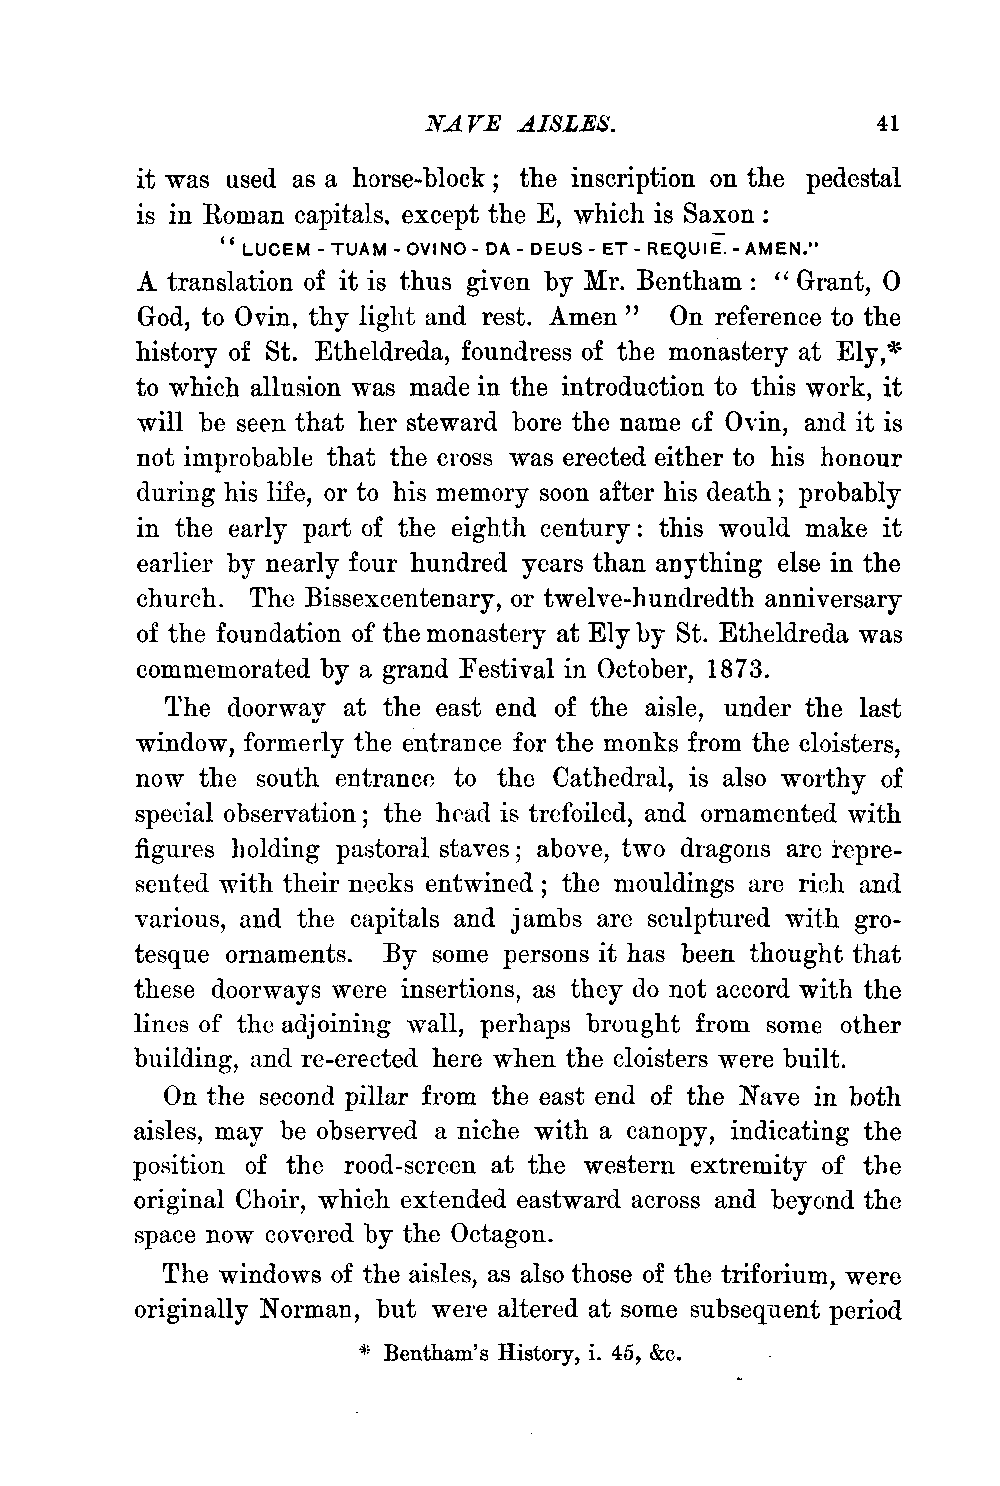 NAVE AISLES. 41
it was used as a horse-block ; the inscription on the pedestal
is in Roman capitals, except the E, which is Saxon :
“ LUCEM - TUAM - OVINO - DA - DEUS - ET - REQUIĒ. - AMEN."
A translation of it is thus given by Mr. Bentham : “ Grant, O
God, to Ovin, thy light and rest. Amen ” On reference to the
history of St. Etheldreda, foundress of the monastery at Ely,*
to which allusion was made in the introduction to this work, it
will be seen that her steward bore the name of Ovin, and it is
not improbable that the cross was erected either to his honour
during his life, or to his memory soon after his death ; probably
in the early part of the eighth century : this would make it
earlier by nearly four hundred years than anything else in the
church. The Bissexcentenary, or twelve-hundredth anniversary
of the foundation of the monastery at Ely by St. Etheldreda was
commemorated by a grand Festival in October, 1873.
The doorway at the east end of the aisle, under the last
window, formerly the entrance for the monks from the cloisters,
now the south entrance to the Cathedral, is also worthy of
special observation ; the head is trefoiled, and ornamented with
figures holding pastoral staves ; above, two dragons are repre-
sented with their necks entwined ; the mouldings are rich and
various, and the capitals and jambs are sculptured with gro-
tesque ornaments. By some persons it has been thought that
these doorways were insertions, as they do not accord with the
lines of the adjoining wall, perhaps brought from some other
building, and re-erected here when the cloisters were built.
On the second pillar from the east end of the Nave in both
aisles, may be observed a niche with a canopy, indicating the
position of the rood-screen at the western extremity of the
original Choir, which extended eastward across and beyond the
space now covered by the Octagon.
The windows of the aisles, as also those of the triforium, were
originally Norman, but were altered at some subsequent period
* Bentham's History, i. 45, &c.